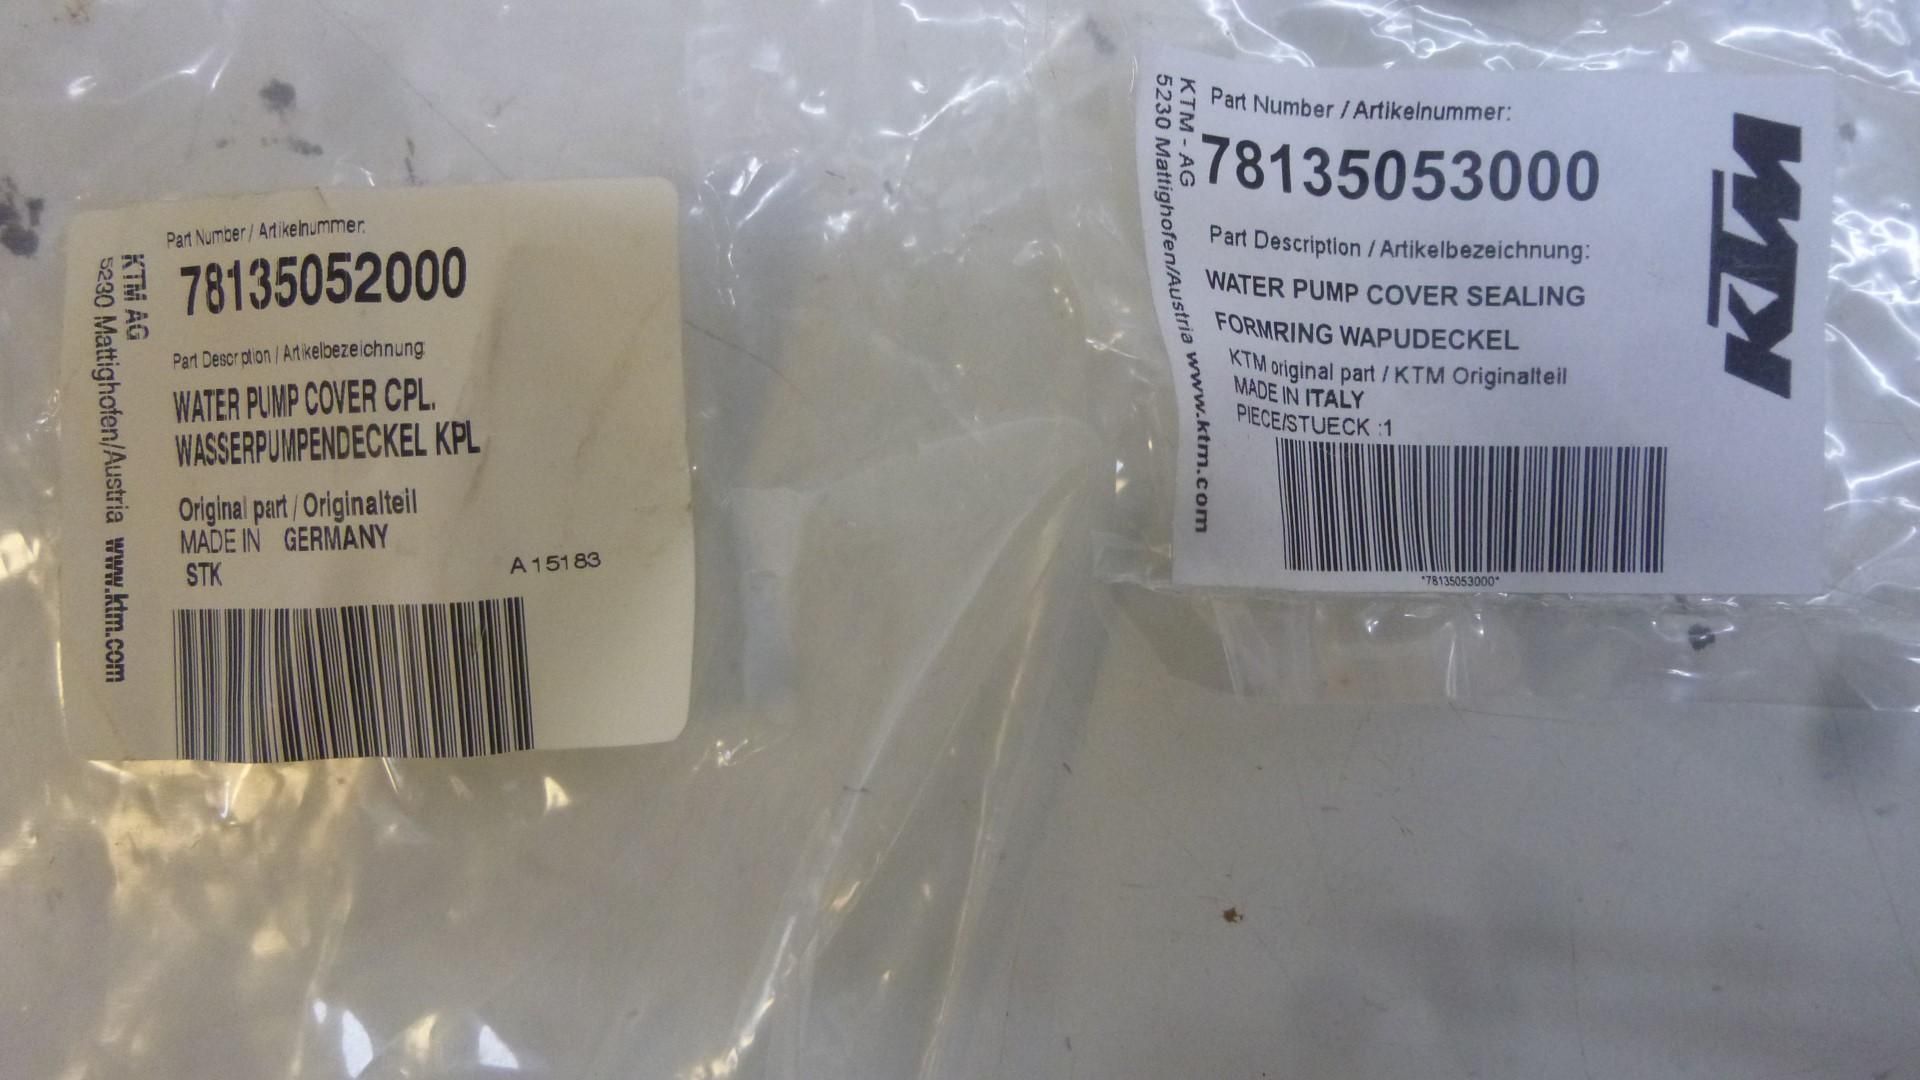 Part Number / Artikelnummer:
78135052000
Part Description / Artikelbezeichnung:
WATER PUMP COVER CPL.
WASSERPUMPENDECKEL KPL
Original part / Originalteil
MADE IN GERMANY
STK
A 15183
KTM AG
5230 Mattighofen/Austria www.ktm.com
Part Number / Artikelnummer:
78135053000
Part Description / Artikelbezeichnung:
WATER PUMP COVER SEALING
FORMRING WAPUDECKEL
KTM original part / KTM Originalteil
MADE IN ITALY
PIECE/STUECK :1
*78135053000*
KTM - AG
5230 Mattighofen/Austria www.ktm.com
KTM